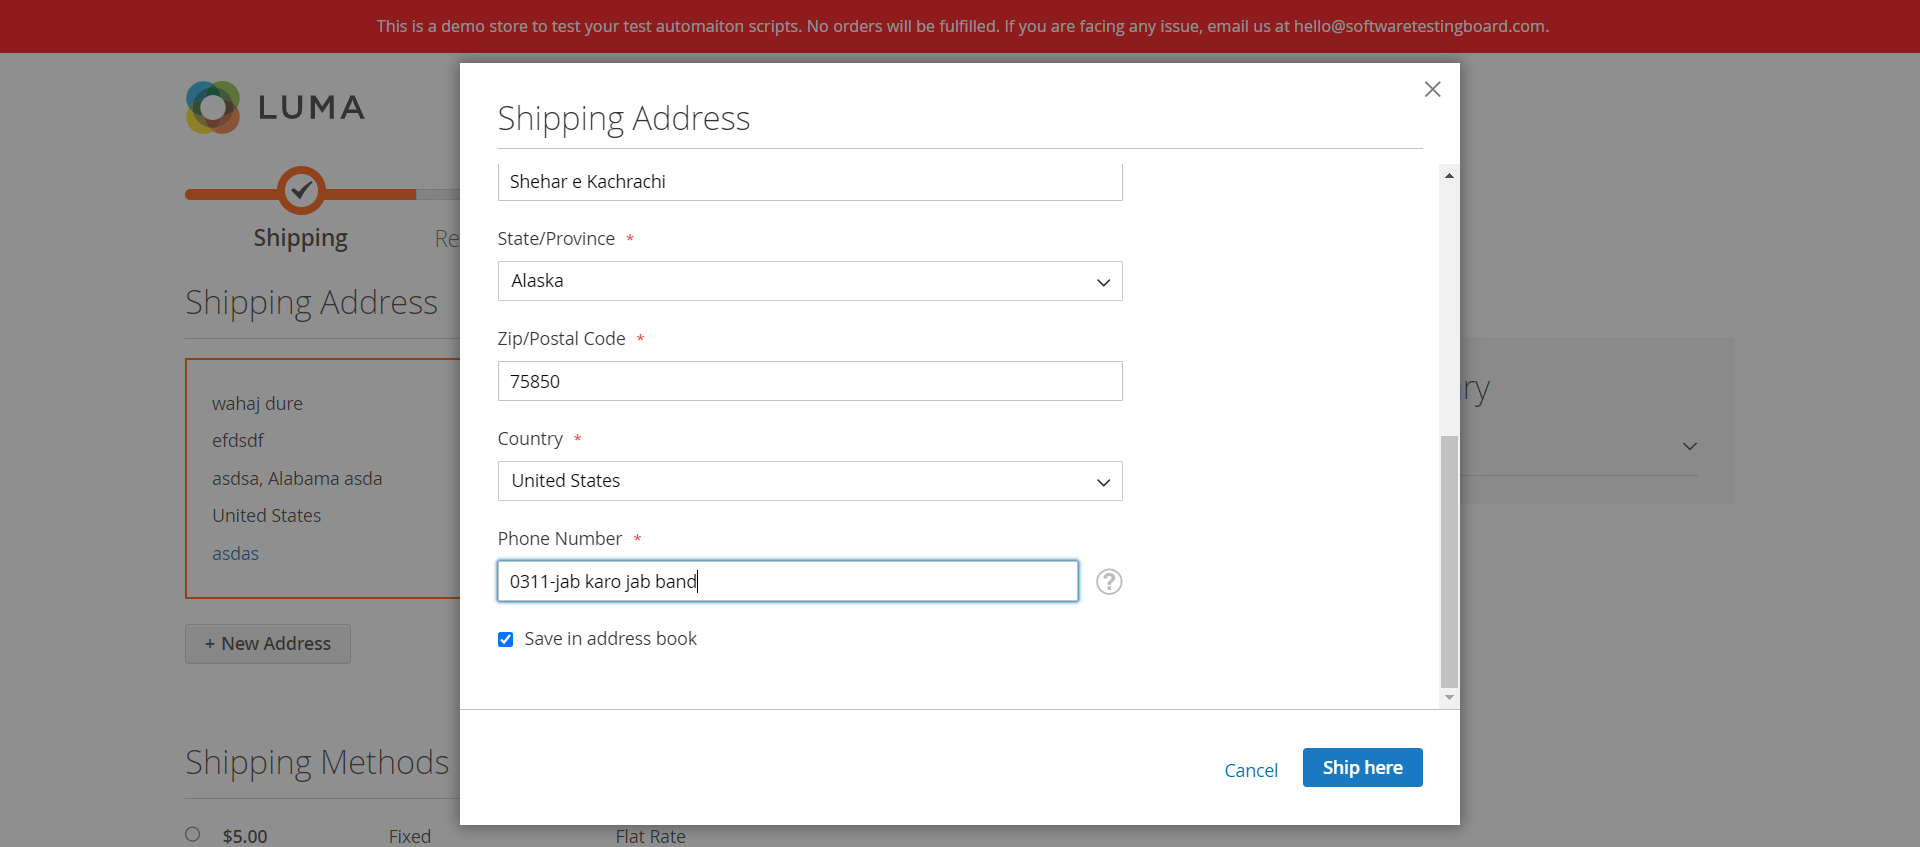 This is a demo store to test your test automaiton scripts. No orders will be fulfilled. If you are facing any issue, email us at hello@softwaretestingboard.com.
LUMA
Shipping
Re
Shipping Address
wahaj dure
efdsdf
asdsa, Alabama asda
United States
asdas
+ New Address
Shipping Methods
$5.00 Fixed Flat Rate
Shipping Address
Shehar e Kachrachi
State/Province *
Alaska
Zip/Postal Code *
75850
Country *
United States
Phone Number *
0311-jab karo jab band
?
Save in address book
Cancel
Ship here
ry